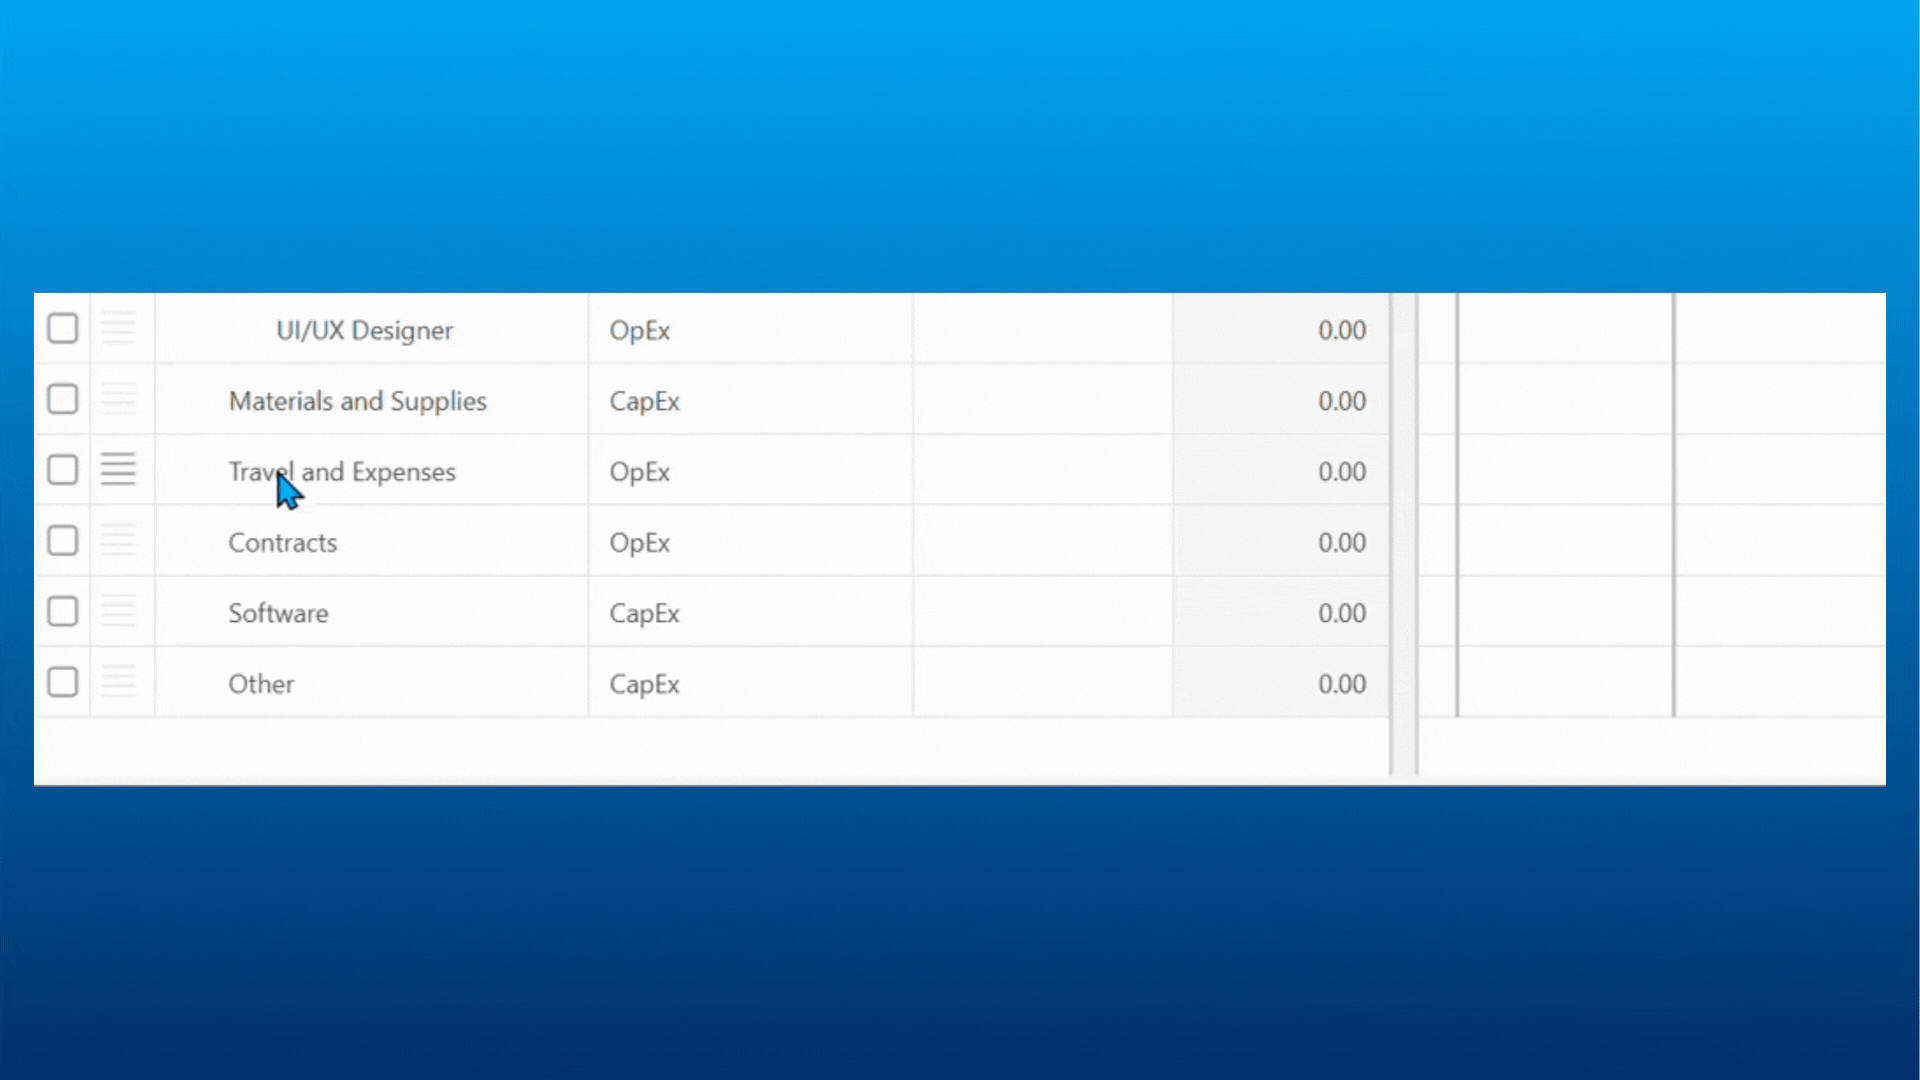 UI/UX Designer OpEx 0.00
Materials and Supplies CapEx 0.00
Travel and Expenses OpEx 0.00
Contracts OpEx 0.00
Software CapEx 0.00
Other CapEx 0.00